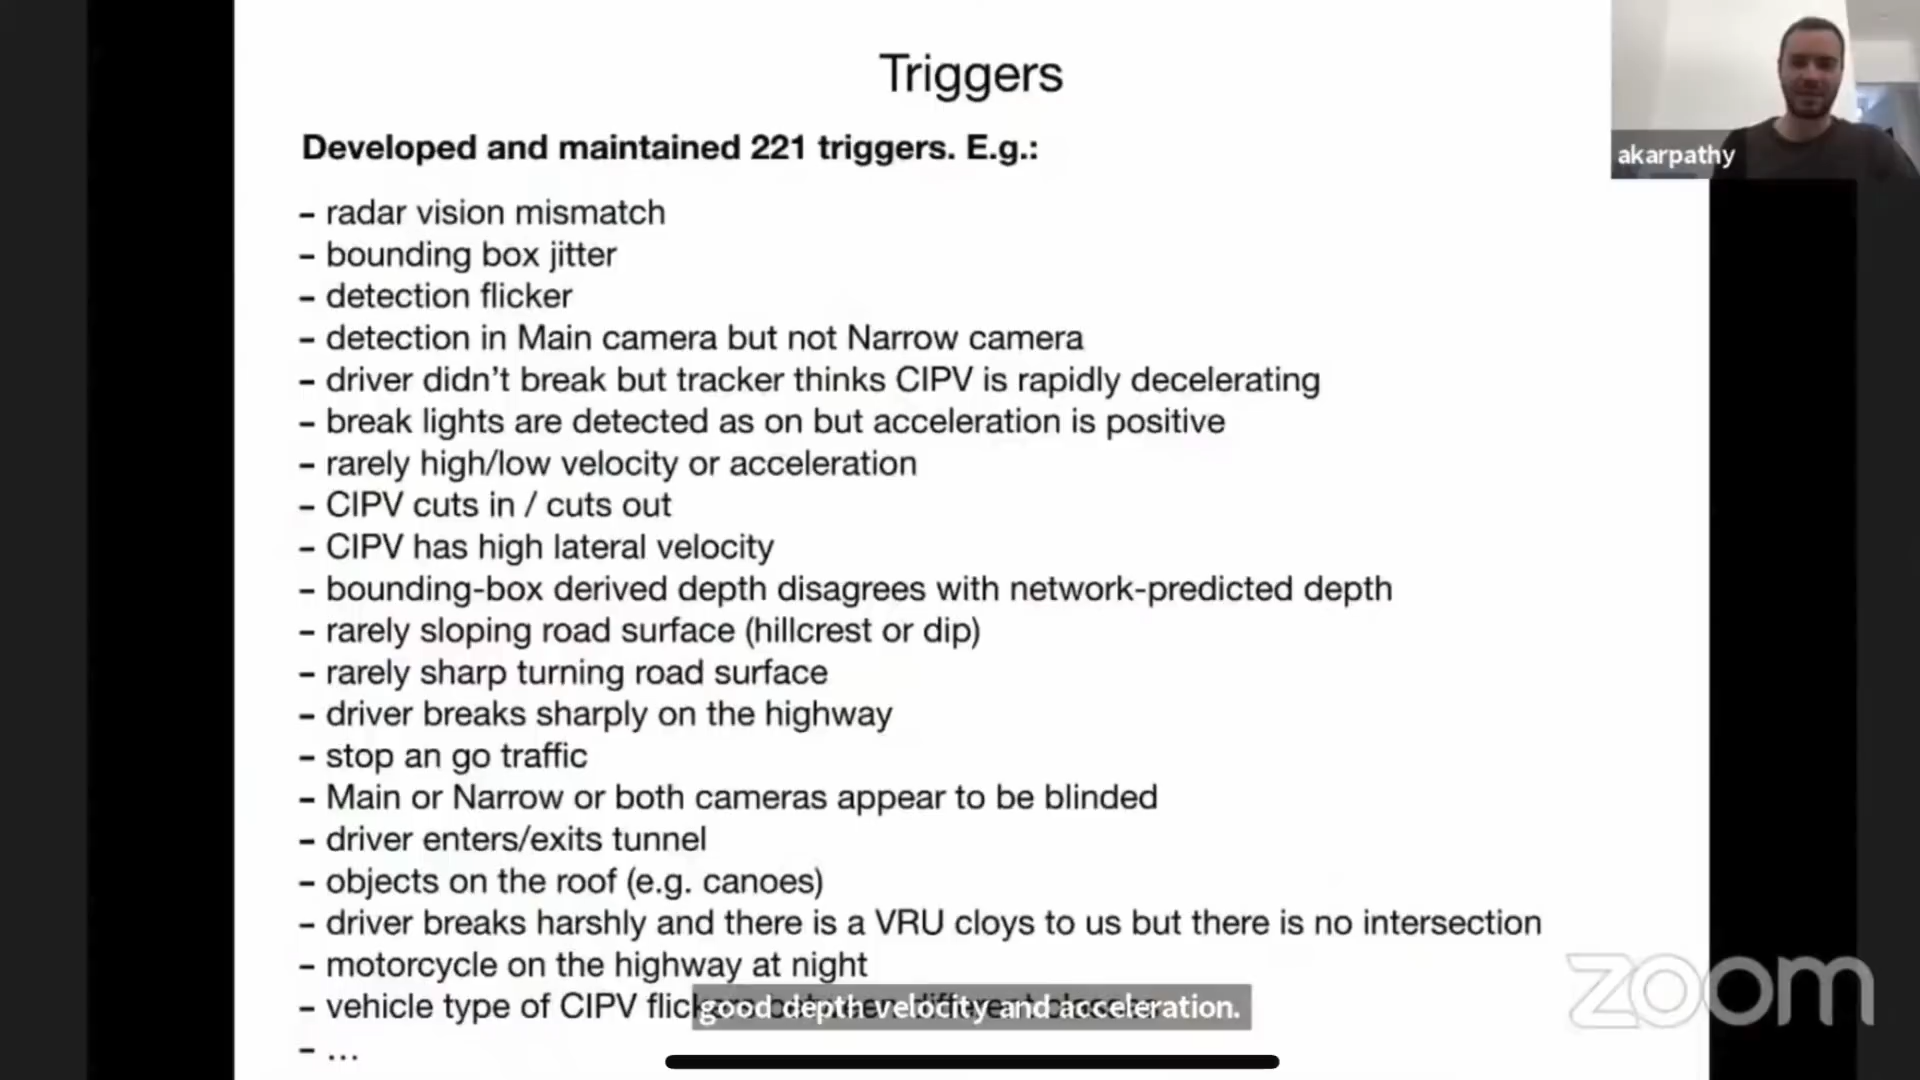 Triggers
Developed and maintained 221 triggers. E.g.:
akarpathy
– radar vision mismatch
– bounding box jitter
– detection flicker
– detection in Main camera but not Narrow camera
– driver didn’t break but tracker thinks CIPV is rapidly decelerating
– break lights are detected as on but acceleration is positive
– rarely high/low velocity or acceleration
– CIPV cuts in / cuts out
– CIPV has high lateral velocity
– bounding-box derived depth disagrees with network-predicted depth
– rarely sloping road surface (hillcrest or dip)
– rarely sharp turning road surface
– driver breaks sharply on the highway
– stop an go traffic
– Main or Narrow or both cameras appear to be blinded
– driver enters/exits tunnel
– objects on the roof (e.g. canoes)
– driver breaks harshly and there is a VRU cloys to us but there is no intersection
– motorcycle on the highway at night
– vehicle type of CIPV
good depth velocity and acceleration.
– ...
zoom